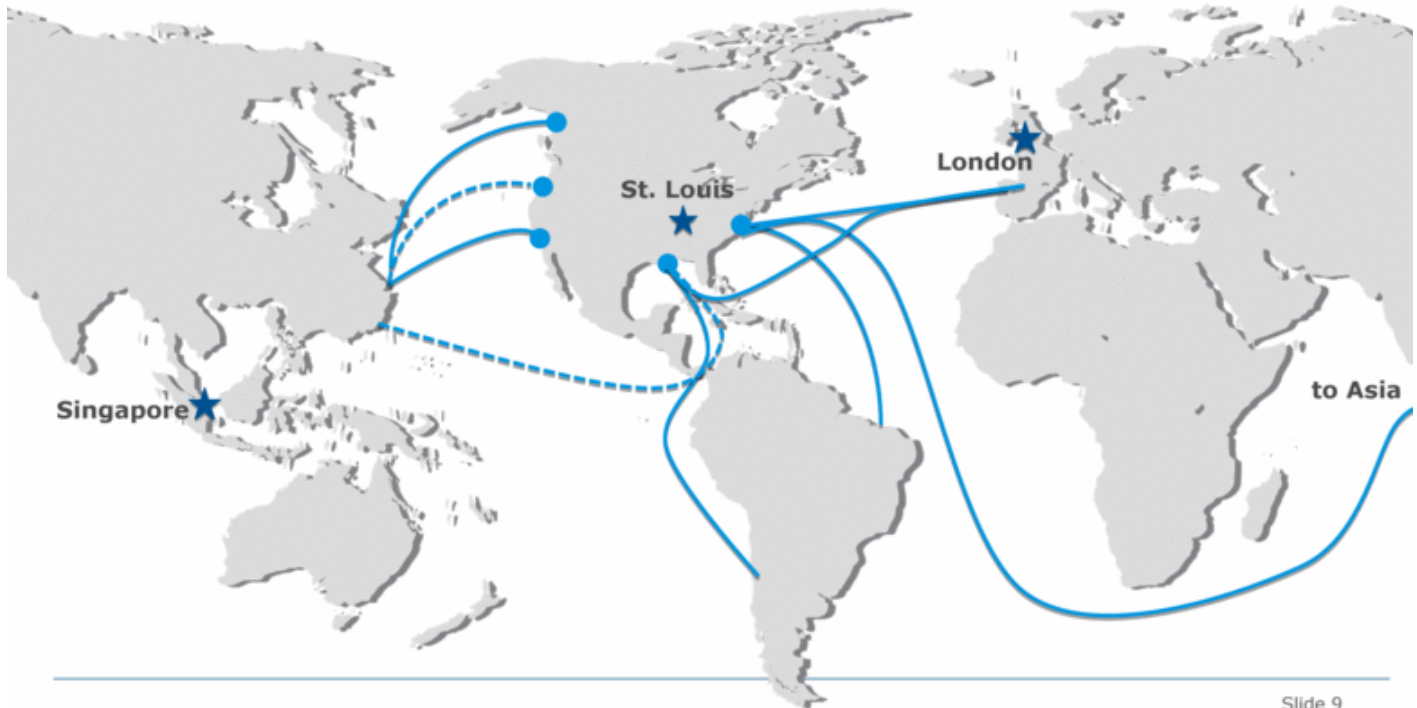 London
St. Louis
to Asia
Singapore
Slide 9